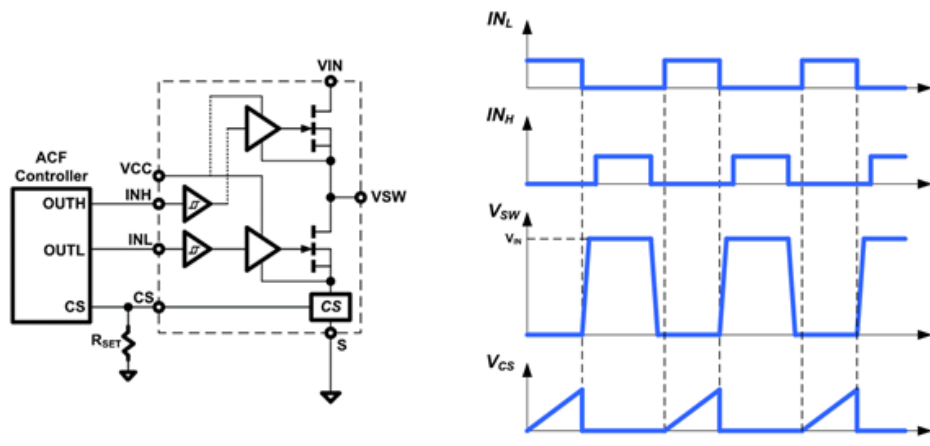 VIN
ACF
Controller
VCC
OUTH
INH
VSW
OUTL
INL
CS
CS
CS
RSET
S
INL
INH
VSW
VIN
VCS